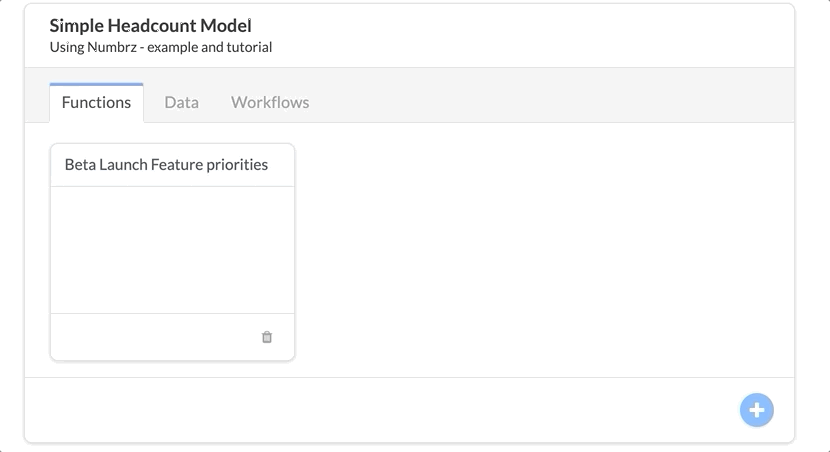 Simple Headcount Model
Using Numbrz - example and tutorial
Functions Data Workflows
Beta Launch Feature priorities